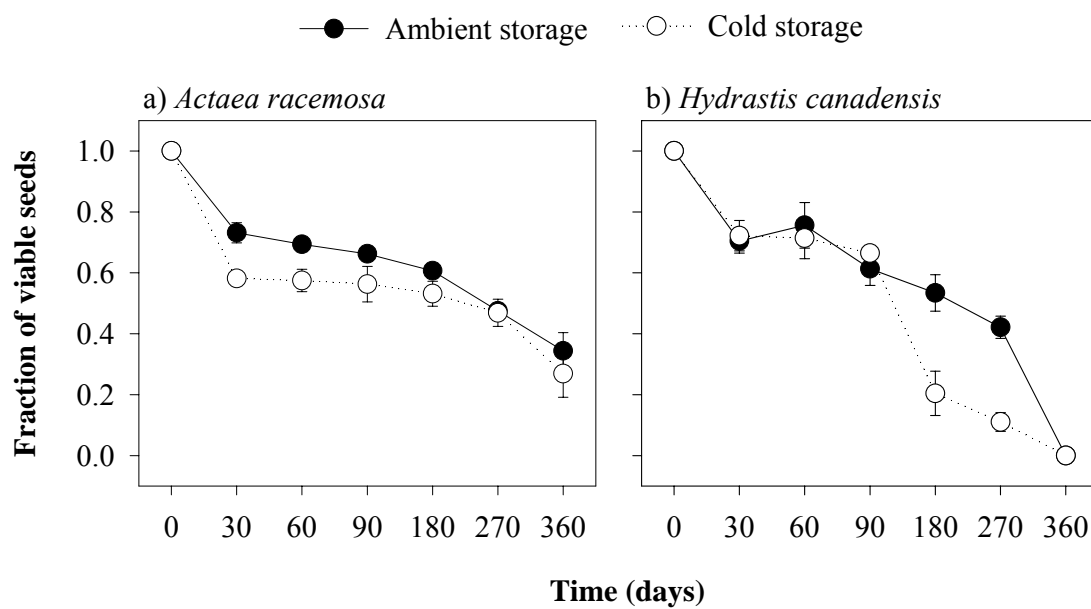 Ambient storage Cold storage
a) Actaea racemosa
b) Hydrastis canadensis
Fraction of viable seeds
1.0
0.8
0.6
0.4
0.2
0.0
0 30 60 90 180 270 360
0 30 60 90 180 270 360
Time (days)